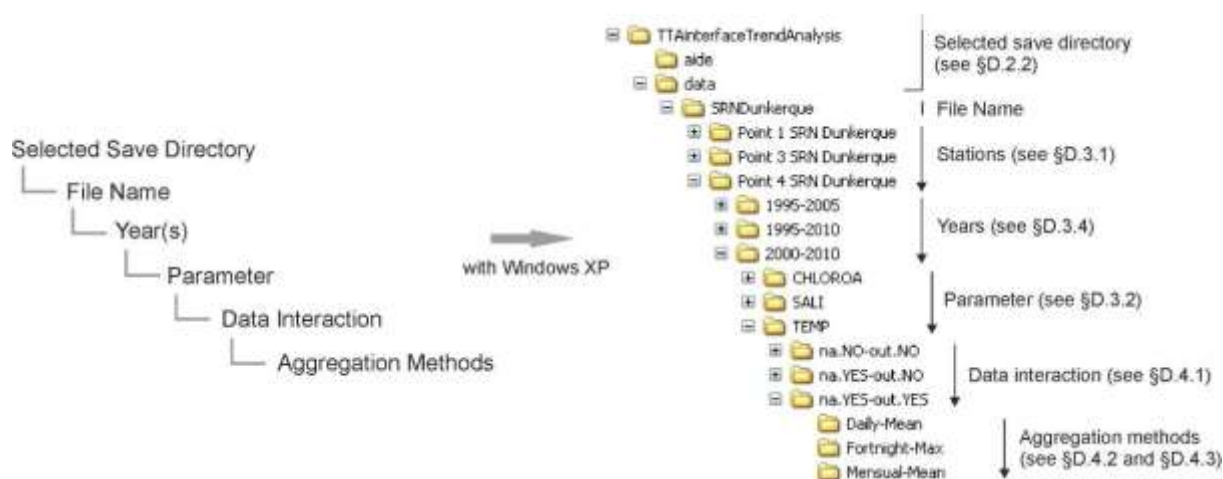 Selected Save Directory
File Name
Year(s)
Parameter
Data Interaction
Aggregation Methods
with Windows XP
TTAinterfaceTrendAnalysis
aide
data
SRNDunkerque
Point 1 SRN Dunkerque
Point 3 SRN Dunkerque
Point 4 SRN Dunkerque
1995-2005
1995-2010
2000-2010
CHLOROA
SALI
TEMP
na.NO-out.NO
na.YES-out.NO
na.YES-out.YES
Daily-Mean
Fortnight-Max
Mensual-Mean
Selected save directory
(see §D.2.2)
File Name
Stations (see §D.3.1)
Years (see §D.3.4)
Parameter (see §D.3.2)
Data interaction (see §D.4.1)
Aggregation methods
(see §D.4.2 and §D.4.3)